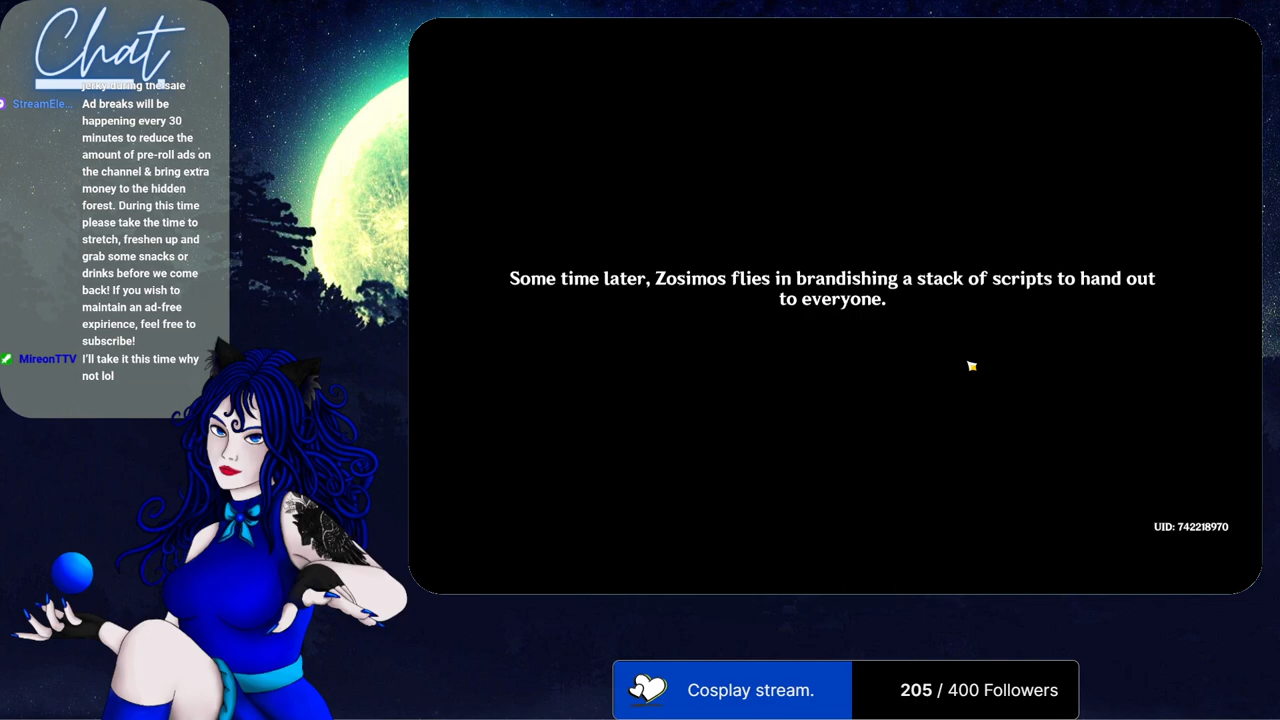 Chat
jerky during the sale
StreamEle... Ad breaks will be
happening every 30
minutes to reduce the
amount of pre-roll ads on
the channel & bring extra
money to the hidden
forest. During this time
please take the time to
stretch, freshen up and
grab some snacks or
drinks before we come
back! If you wish to
maintain an ad-free
expirience, feel free to
subscribe!
MireonTTV I'll take it this time why
not lol
Some time later, Zosimos flies in brandishing a stack of scripts to hand out
to everyone.
UID: 742218970
Cosplay stream. 205 / 400 Followers